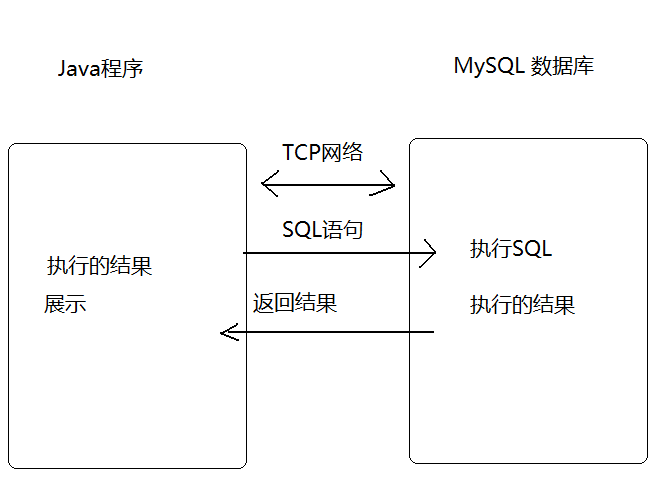 Java程序
MySQL 数据库
TCP网络
SQL语句
执行SQL
执行的结果
展示
返回结果
执行的结果